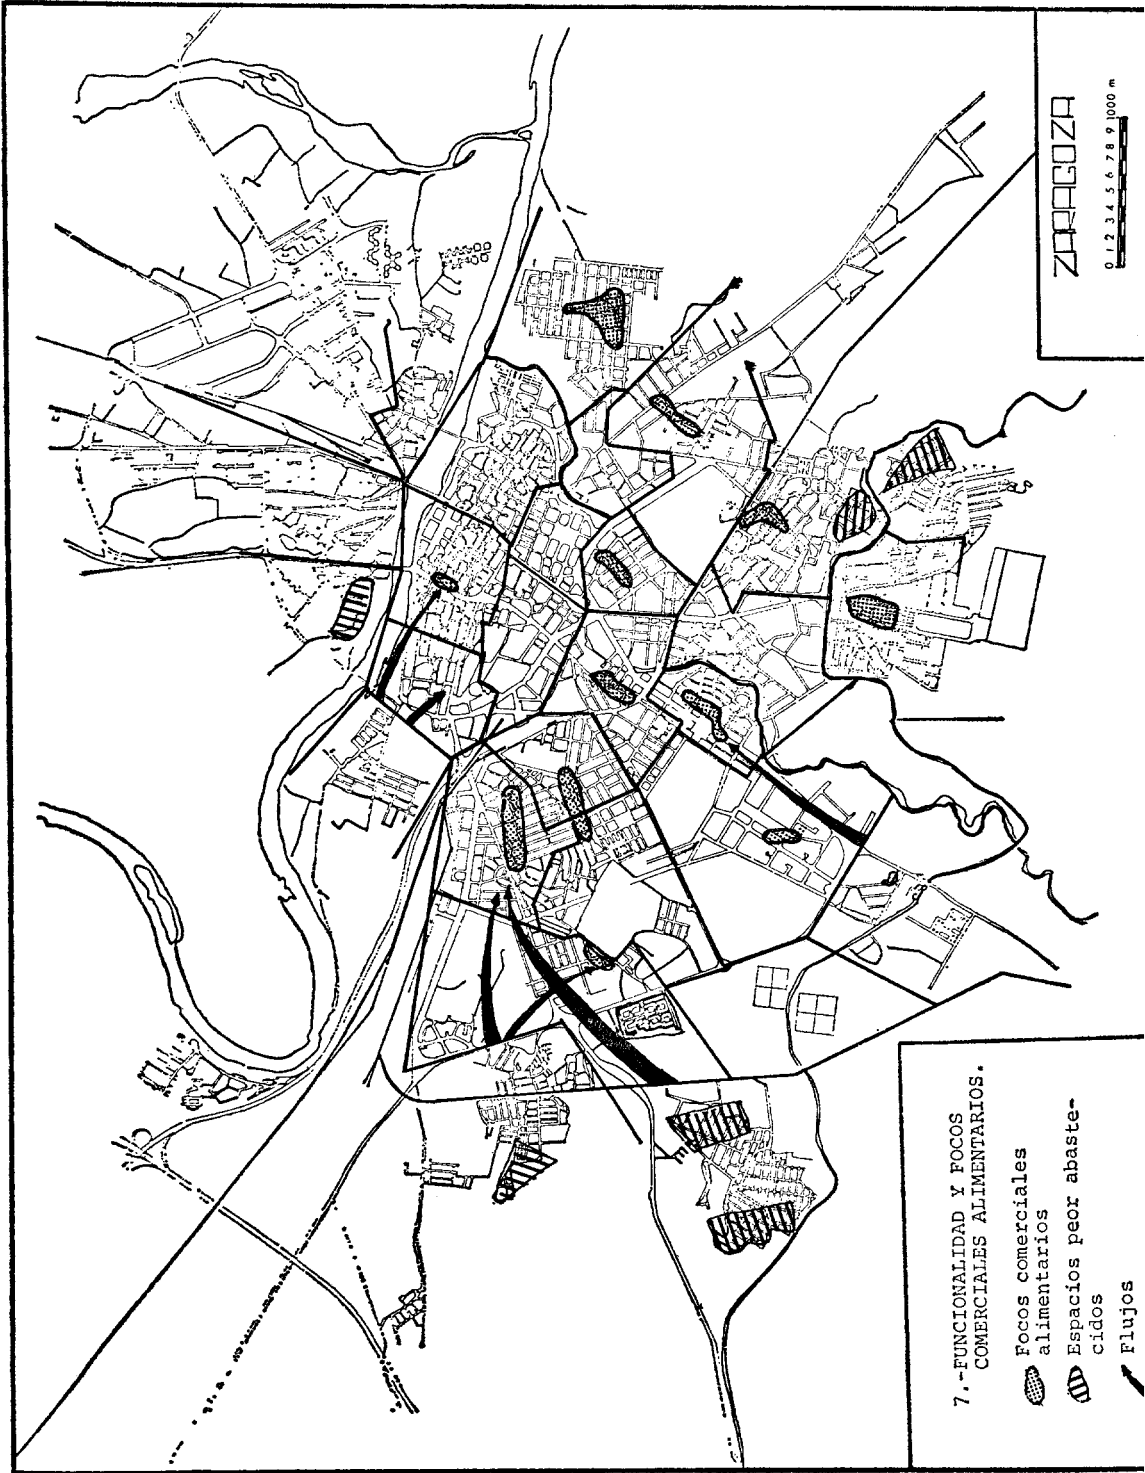 ZARAGOZA
0 1 2 3 4 5 6 7 8 9 1000 m
7.-FUNCIONALIDAD Y FOCOS
COMERCIALES ALIMENTARIOS.
Focos comerciales
alimentarios
Espacios peor abaste-
cidos
Flujos